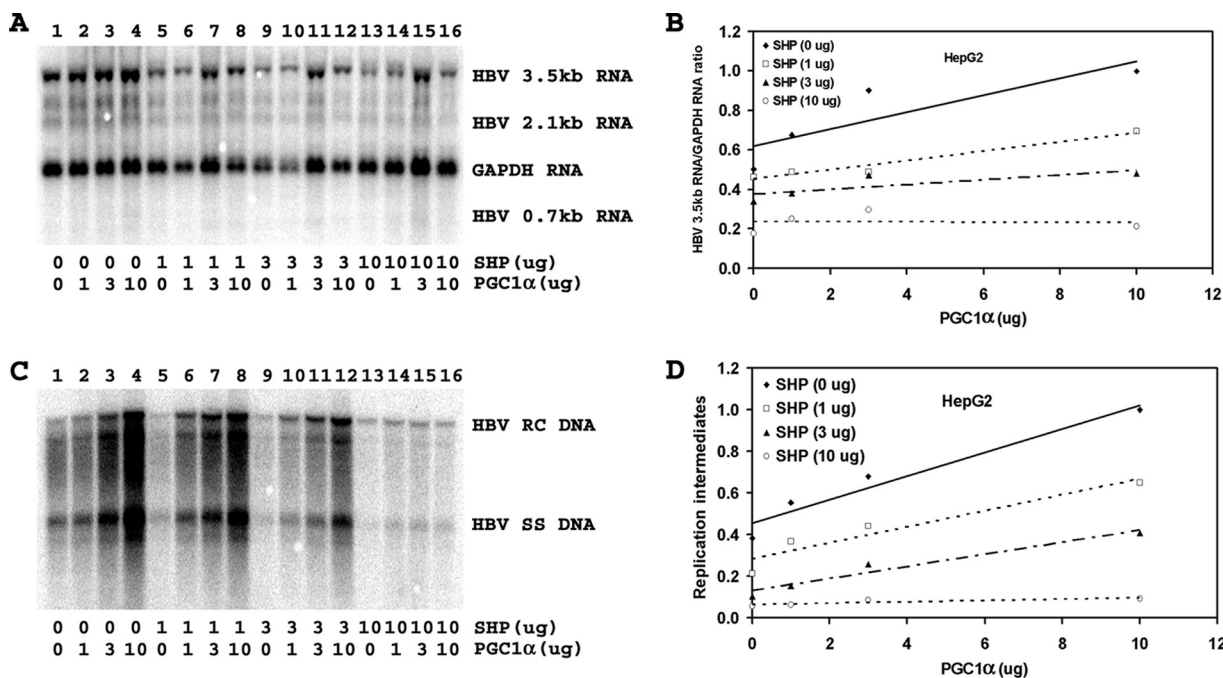 A
1 2 3 4 5 6 7 8 9 10 11 12 13 14 15 16
HBV 3.5kb RNA
HBV 2.1kb RNA
GAPDH RNA
HBV 0.7kb RNA
0 0 0 0 1 1 1 1 3 3 3 3 10 10 10 10 SHP(ug)
0 1 3 10 0 1 3 10 0 1 3 10 0 1 3 10 PGC1α(ug)
B
HBV 3.5kb RNA/GAPDH RNA ratio
1.2
1.0
0.8
0.6
0.4
0.2
0.0
SHP (0 ug)
SHP (1 ug)
SHP (3 ug)
SHP (10 ug)
HepG2
0 2 4 6 8 10 12
PGC1α (ug)
C
1 2 3 4 5 6 7 8 9 10 11 12 13 14 15 16
HBV RC DNA
HBV SS DNA
0 0 0 0 1 1 1 1 3 3 3 3 10 10 10 10 SHP(ug)
0 1 3 10 0 1 3 10 0 1 3 10 0 1 3 10 PGC1α(ug)
D
Replication intermediates
1.2
1.0
0.8
0.6
0.4
0.2
0.0
SHP (0 ug)
SHP (1 ug)
SHP (3 ug)
SHP (10 ug)
HepG2
0 2 4 6 8 10 12
PGC1α (ug)